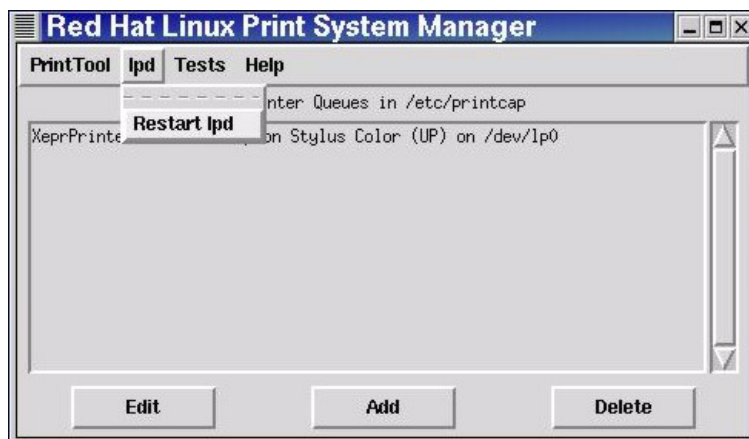 Red Hat Linux Print System Manager
PrintTool lpd Tests Help
nter Queues in /etc/printcap
Restart lpd
XeprPrinte on Stylus Color (UP) on /dev/lp0
Edit Add Delete